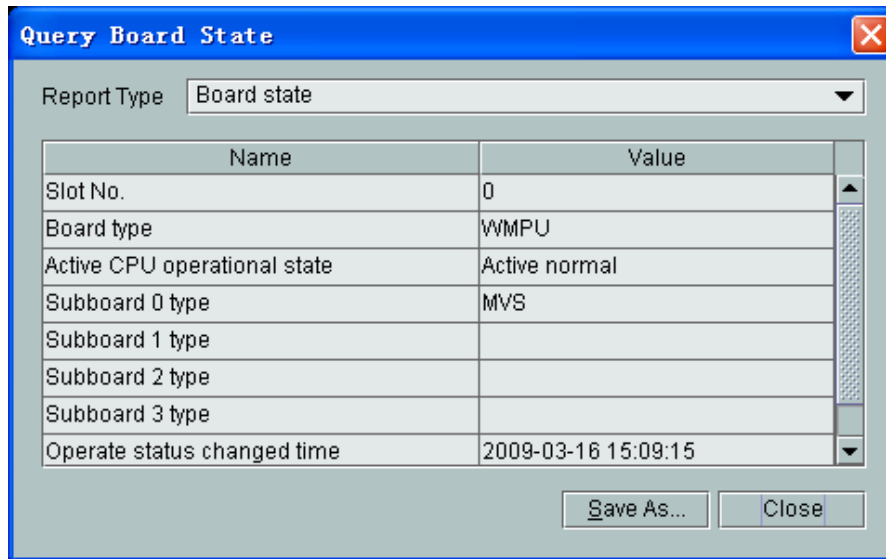 Query Board State
Report Type Board state
Name Value
Slot No. 0
Board type WMPU
Active CPU operational state Active normal
Subboard 0 type MVS
Subboard 1 type
Subboard 2 type
Subboard 3 type
Operate status changed time 2009-03-16 15:09:15
Save As... Close